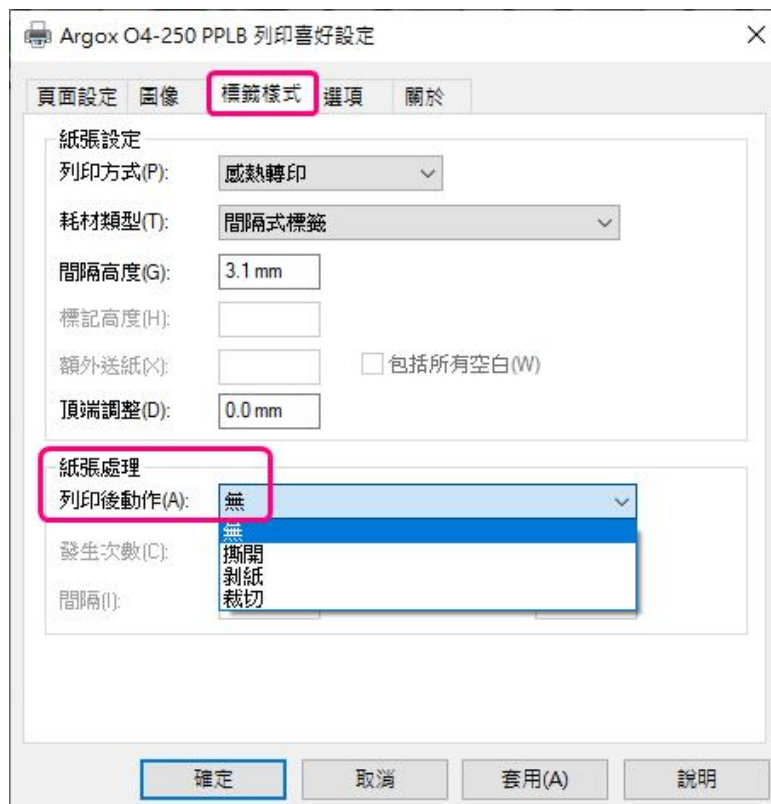 Argox O4-250 PPLB 列印喜好設定
頁面設定 圖像 標籤樣式 選項 關於
紙張設定
列印方式(P): 感熱轉印
耗材類型(T): 間隔式標籤
間隔高度(G): 3.1 mm
標記高度(H):
額外送紙(X): 包括所有空白(W)
頂端調整(D): 0.0 mm
紙張處理
列印後動作(A): 無
無
發生次數(C): 撕開
剝紙
間隔(I): 裁切
確定 取消 套用(A) 說明